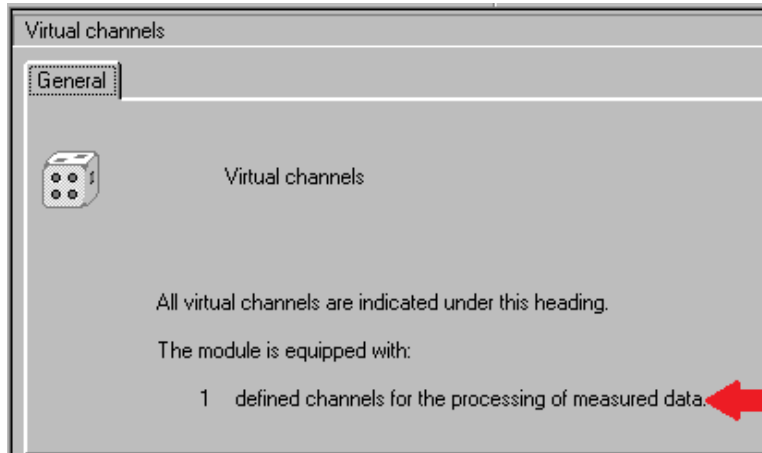 Virtual channels
General
Virtual channels
All virtual channels are indicated under this heading.
The module is equipped with:
1 defined channels for the processing of measured data.